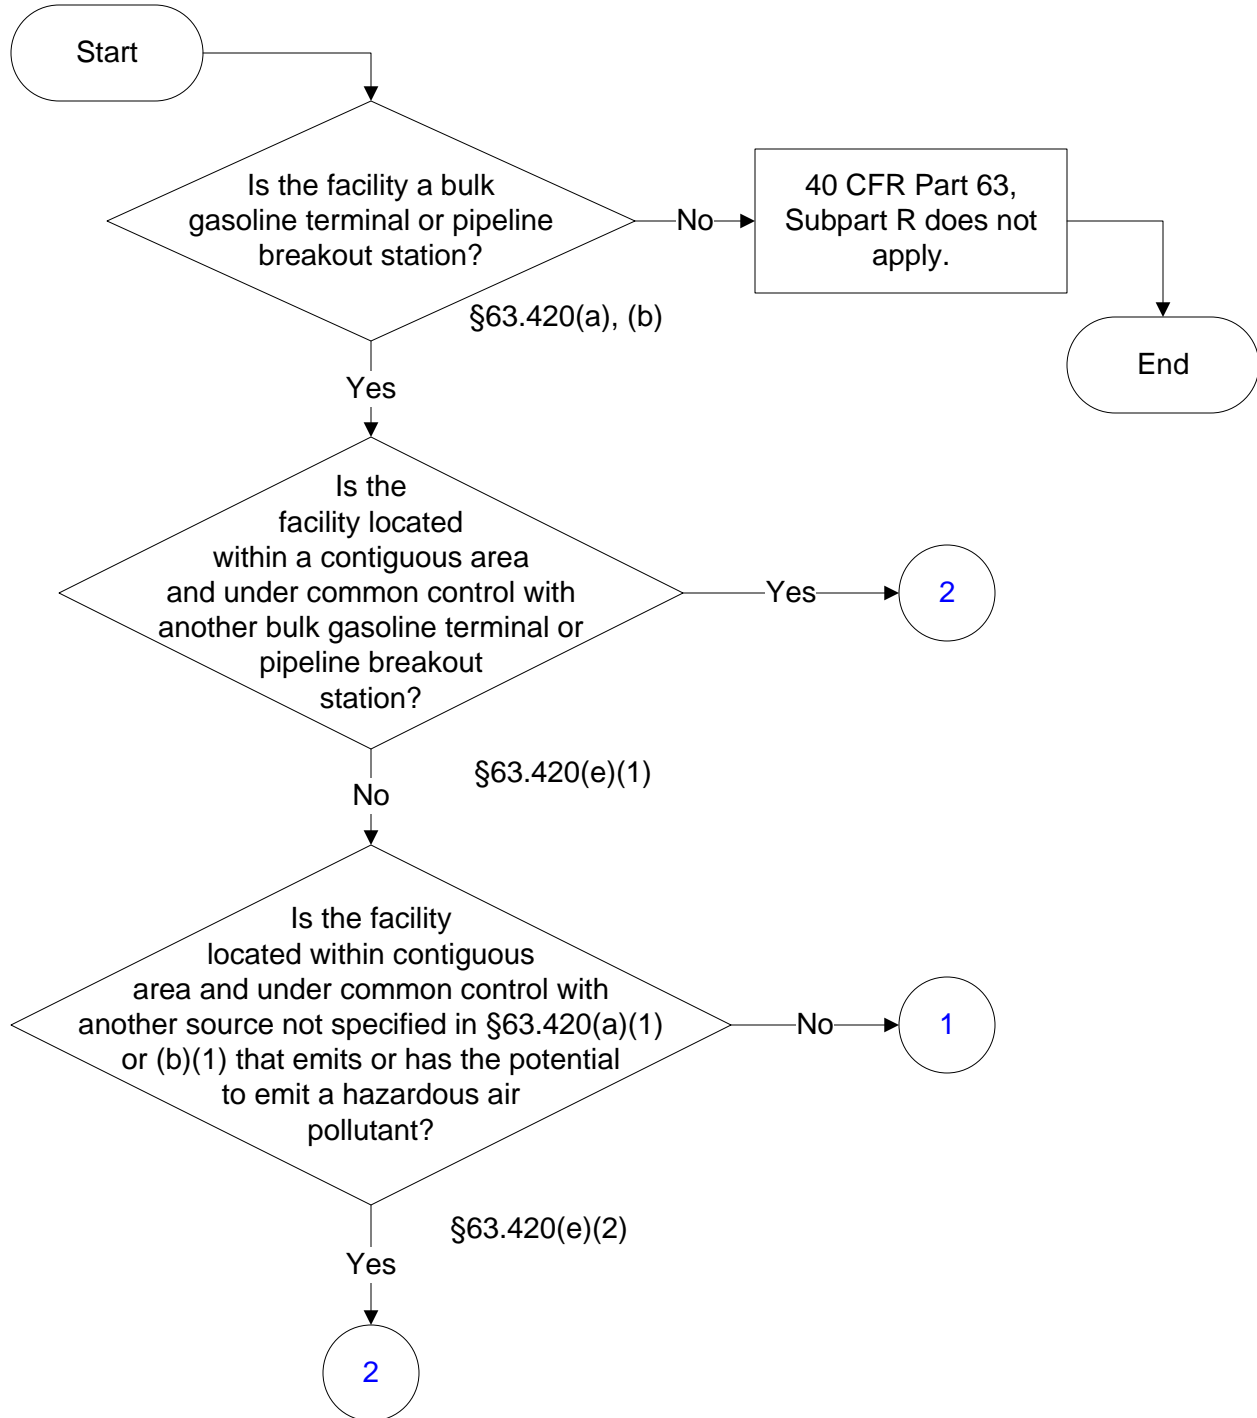 Start
Is the facility a bulk
gasoline terminal or pipeline
breakout station?
No
40 CFR Part 63,
Subpart R does not
apply.
§63.420(a), (b)
End
Yes
Is the
facility located
within a contiguous area
and under common control with
another bulk gasoline terminal or
pipeline breakout
station?
Yes
2
§63.420(e)(1)
No
Is the facility
located within contiguous
area and under common control with
another source not specified in §63.420(a)(1)
or (b)(1) that emits or has the potential
to emit a hazardous air
pollutant?
No
1
§63.420(e)(2)
Yes
2